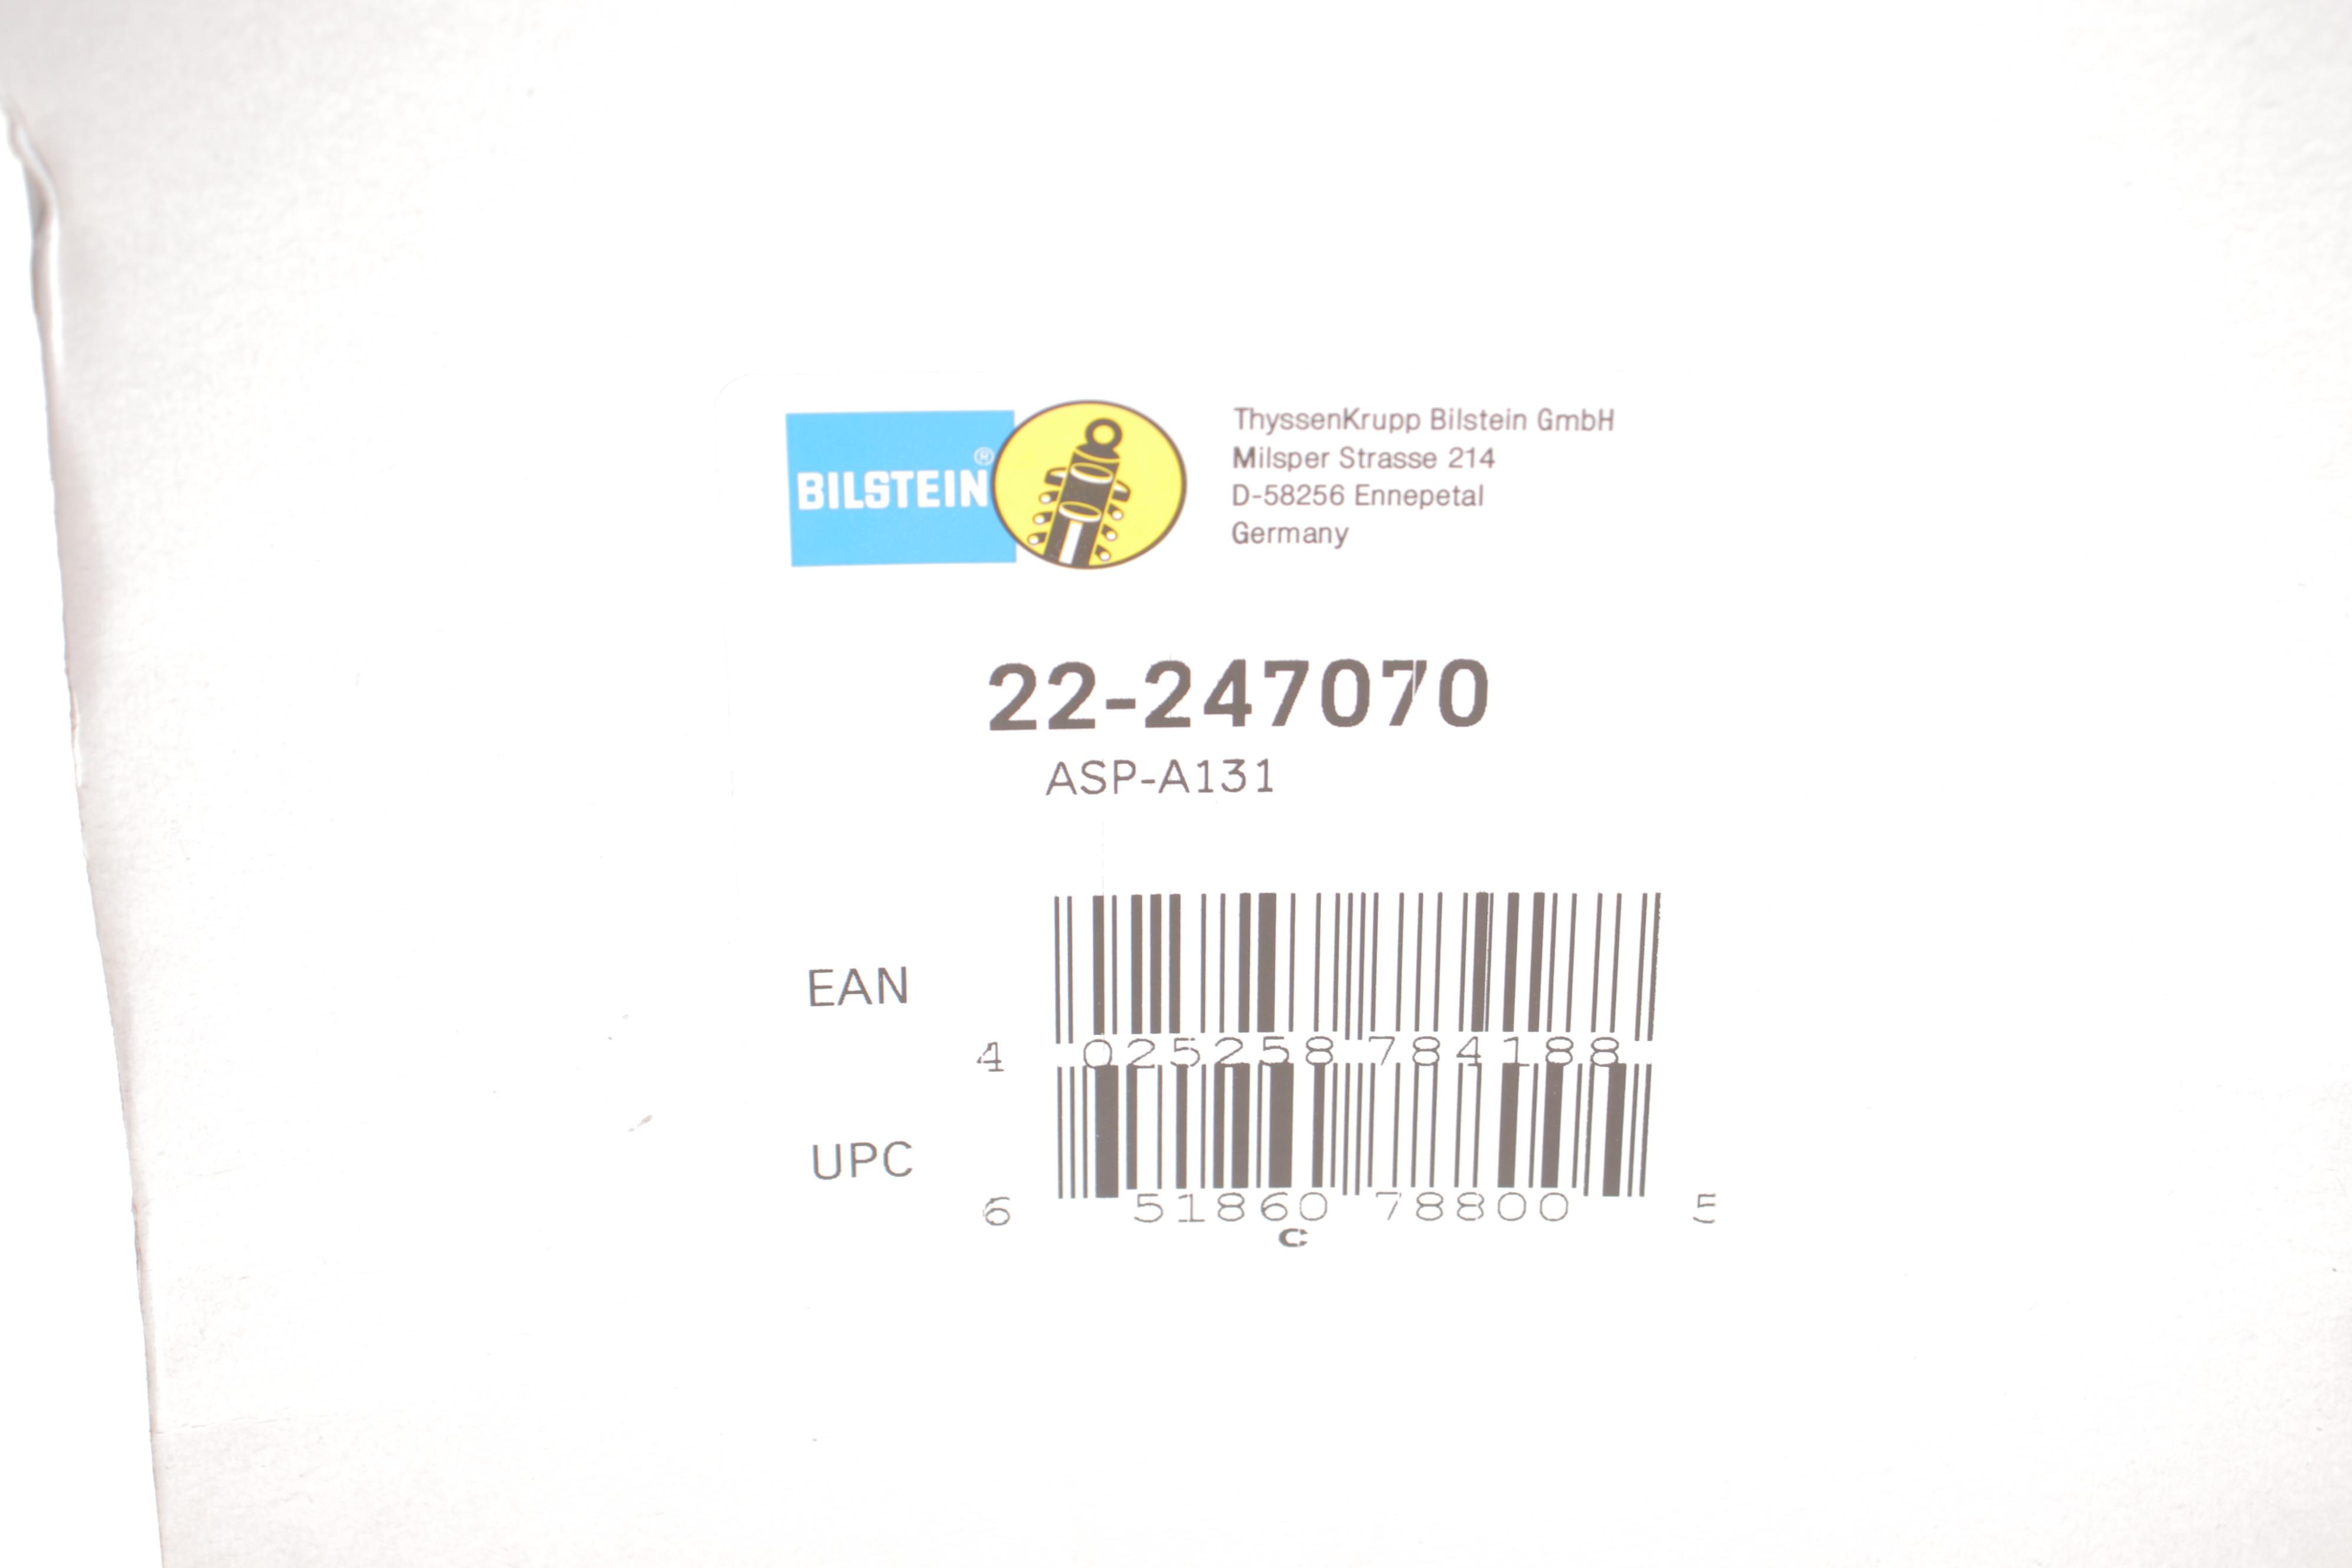 BILSTEIN®
ThyssenKrupp Bilstein GmbH
Milsper Strasse 214
D-58256 Ennepetal
Germany
22-247070
ASP-A131
EAN
4 025258 784188
UPC
6 51860 78800 5
C